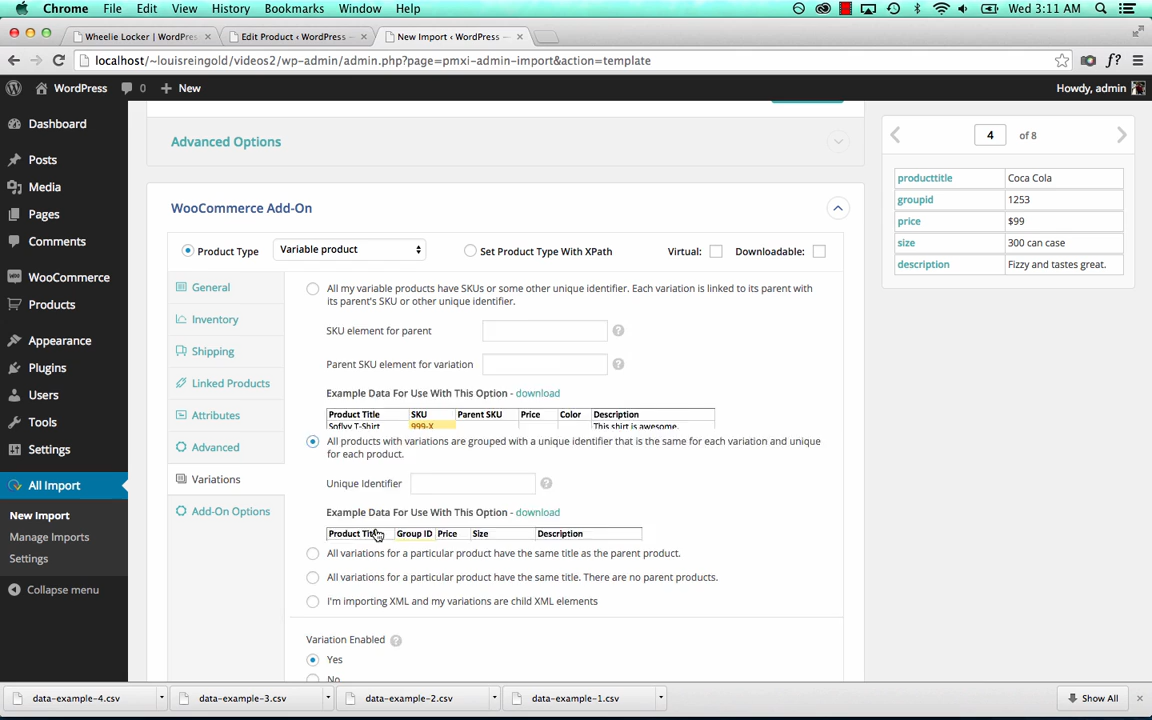 Chrome File Edit View History Bookmarks Window Help Wed 3:11 AM
Wheelie Locker | WordPress Edit Product ‹ WordPress — New Import ‹ WordPress —
localhost/~louisreingold/videos2/wp-admin/admin.php?page=pmxi-admin-import&action=template
WordPress 0 New Howdy, admin
Dashboard
Posts
Media
Pages
Comments
WooCommerce
Products
Appearance
Plugins
Users
Tools
Settings
All Import
New Import
Manage Imports
Settings
Collapse menu
Advanced Options
WooCommerce Add-On
Product Type Variable product Set Product Type With XPath Virtual: Downloadable:
General
Inventory
Shipping
Linked Products
Attributes
Advanced
Variations
Add-On Options
All my variable products have SKUs or some other unique identifier. Each variation is linked to its parent with
its parent's SKU or other unique identifier.
SKU element for parent ?
Parent SKU element for variation ?
Example Data For Use With This Option - download
Product Title SKU Parent SKU Price Color Description
Soflyy T-Shirt 999-X This shirt is awesome.
All products with variations are grouped with a unique identifier that is the same for each variation and unique
for each product.
Unique Identifier ?
Example Data For Use With This Option - download
Product Title Group ID Price Size Description
All variations for a particular product have the same title as the parent product.
All variations for a particular product have the same title. There are no parent products.
I'm importing XML and my variations are child XML elements
Variation Enabled ?
Yes
No
4 of 8
producttitle Coca Cola
groupid 1253
price $99
size 300 can case
description Fizzy and tastes great.
data-example-4.csv data-example-3.csv data-example-2.csv data-example-1.csv Show All